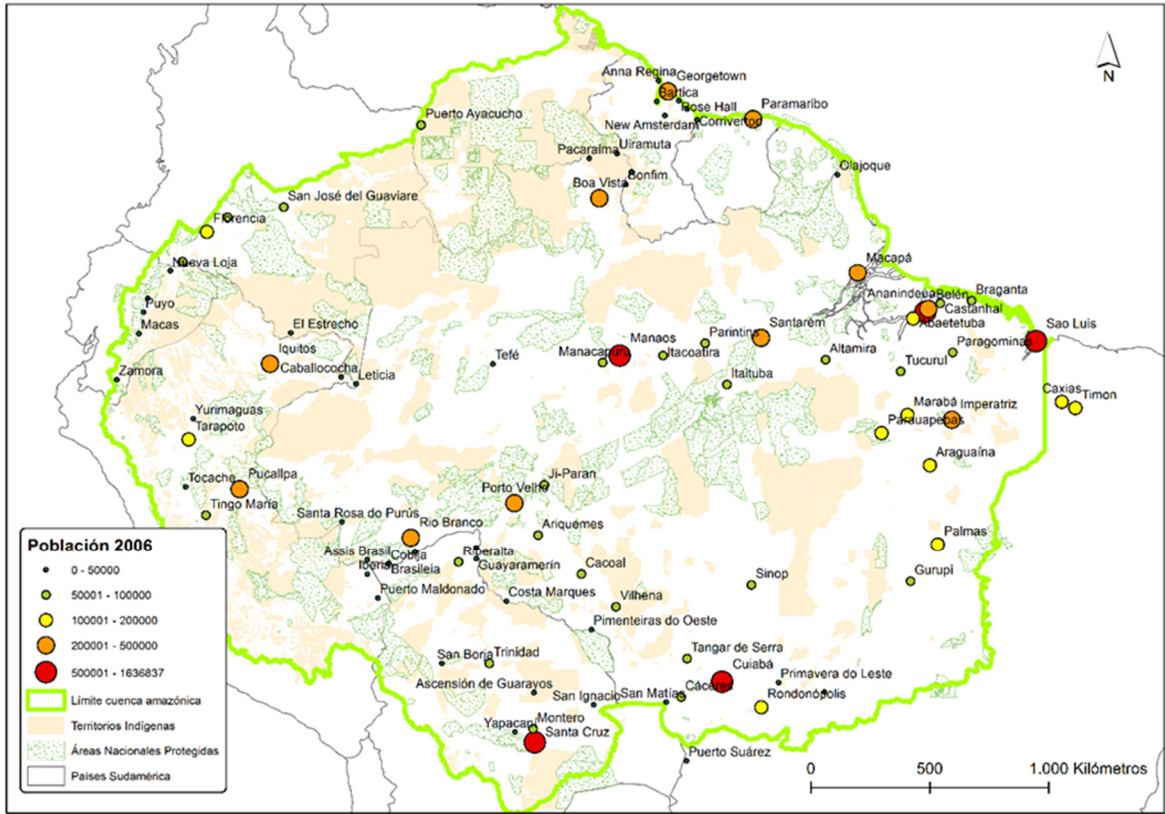 Anna Regina
Georgetown
Bartica
Rose Hall
Paramaribo
New Amsterdant
Corriverton
Puerto Ayacucho
Uiramuta
Pacaraima
Bonfim
Boa Vista
Oiajoque
San José del Guaviare
Florencia
Nueva Loja
Macapá
Puyo
Macas
Ananindeua
Belén
Braganta
Castanhal
Abaetetuba
Sao Luis
El Estrecho
Iquitos
Caballococha
Leticia
Zamora
Tefé
Manaos
Manacapuru
Itacoatira
Parintins
Santarém
Altamira
Paragominas
Tucuruí
Itaituba
Caxias
Timon
Yurimaguas
Tarapoto
Marabá
Imperatriz
Parauapebas
Araguaína
Tocache
Pucallpa
Tingo María
Ji-Paran
Porto Velho
Santa Rosa do Purús
Rio Branco
Ariquemes
Palmas
Assis Brasil
Cobija
Iberia
Brasileia
Riberalta
Guayaramerín
Cacoal
Sinop
Gurupi
Puerto Maldonado
Costa Marques
Vilhena
Pimenteiras do Oeste
San Borja
Trinidad
Tangar de Serra
Cuiabá
Ascensión de Guarayos
San Ignacio
San Matías
Cáceres
Primavera do Leste
Rondonópolis
Yapacaní
Montero
Santa Cruz
Puerto Suárez
N
Población 2006
0 - 50000
50001 - 100000
100001 - 200000
200001 - 500000
500001 - 1636837
Límite cuenca amazónica
Territorios Indígenas
Áreas Nacionales Protegidas
Países Sudamérica
0 500 1.000 Kilómetros